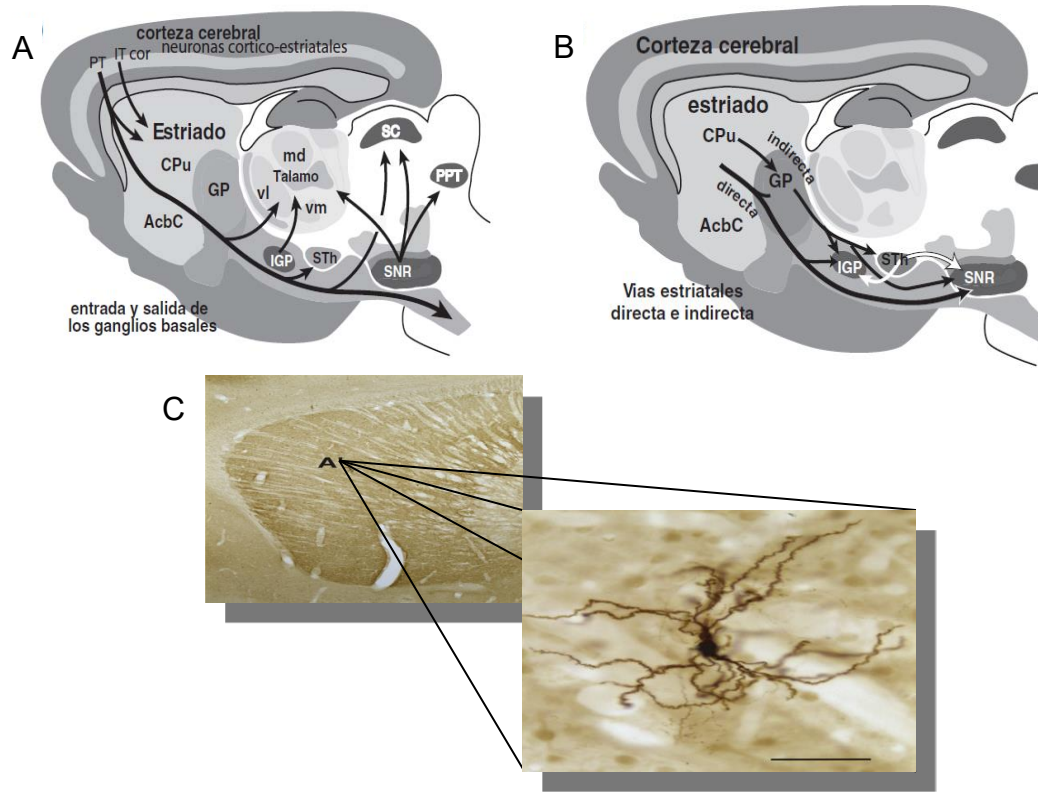 A
corteza cerebral
neuronas cortico-estriatales
PT
IT cor
Estriado
CPu
GP
AcbC
md
Talamo
vl
vm
IGP
STh
SC
PPT
SNR
entrada y salida de
los ganglios basales
B
Corteza cerebral
estriado
CPu
indirecta
GP
directa
AcbC
IGP
STh
SNR
Vias estriatales
directa e indirecta
C
A